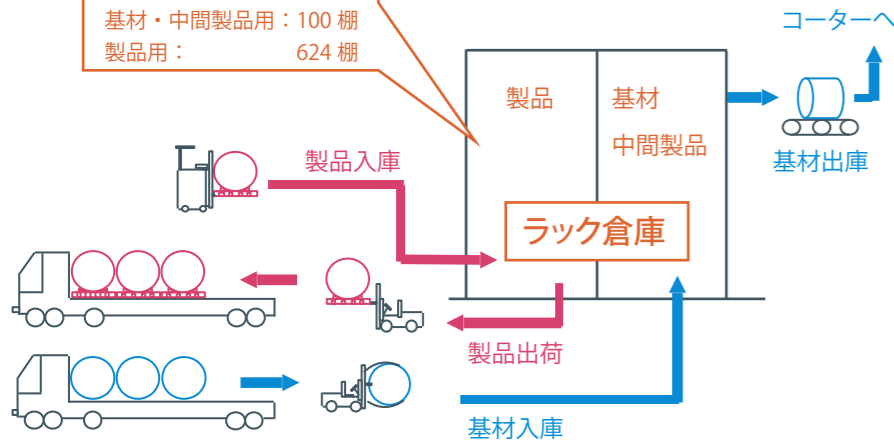 基材・中間製品用：100 棚
製品用： 624 棚
コーターへ
製品
基材
中間製品
基材出庫
製品入庫
ラック倉庫
製品出荷
基材入庫